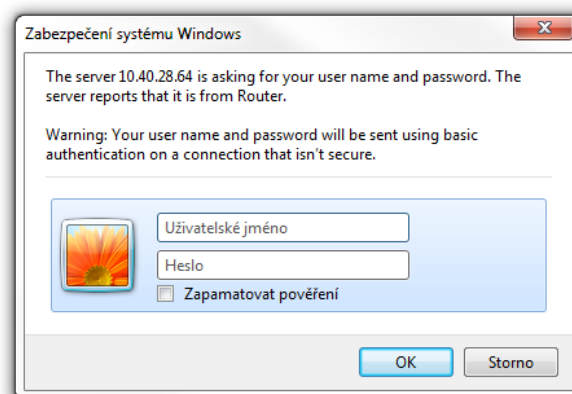 Zabezpečení systému Windows
The server 10.40.28.64 is asking for your user name and password. The
server reports that it is from Router.
Warning: Your user name and password will be sent using basic
authentication on a connection that isn't secure.
Uživatelské jméno
Heslo
Zapamatovat pověření
OK
Storno